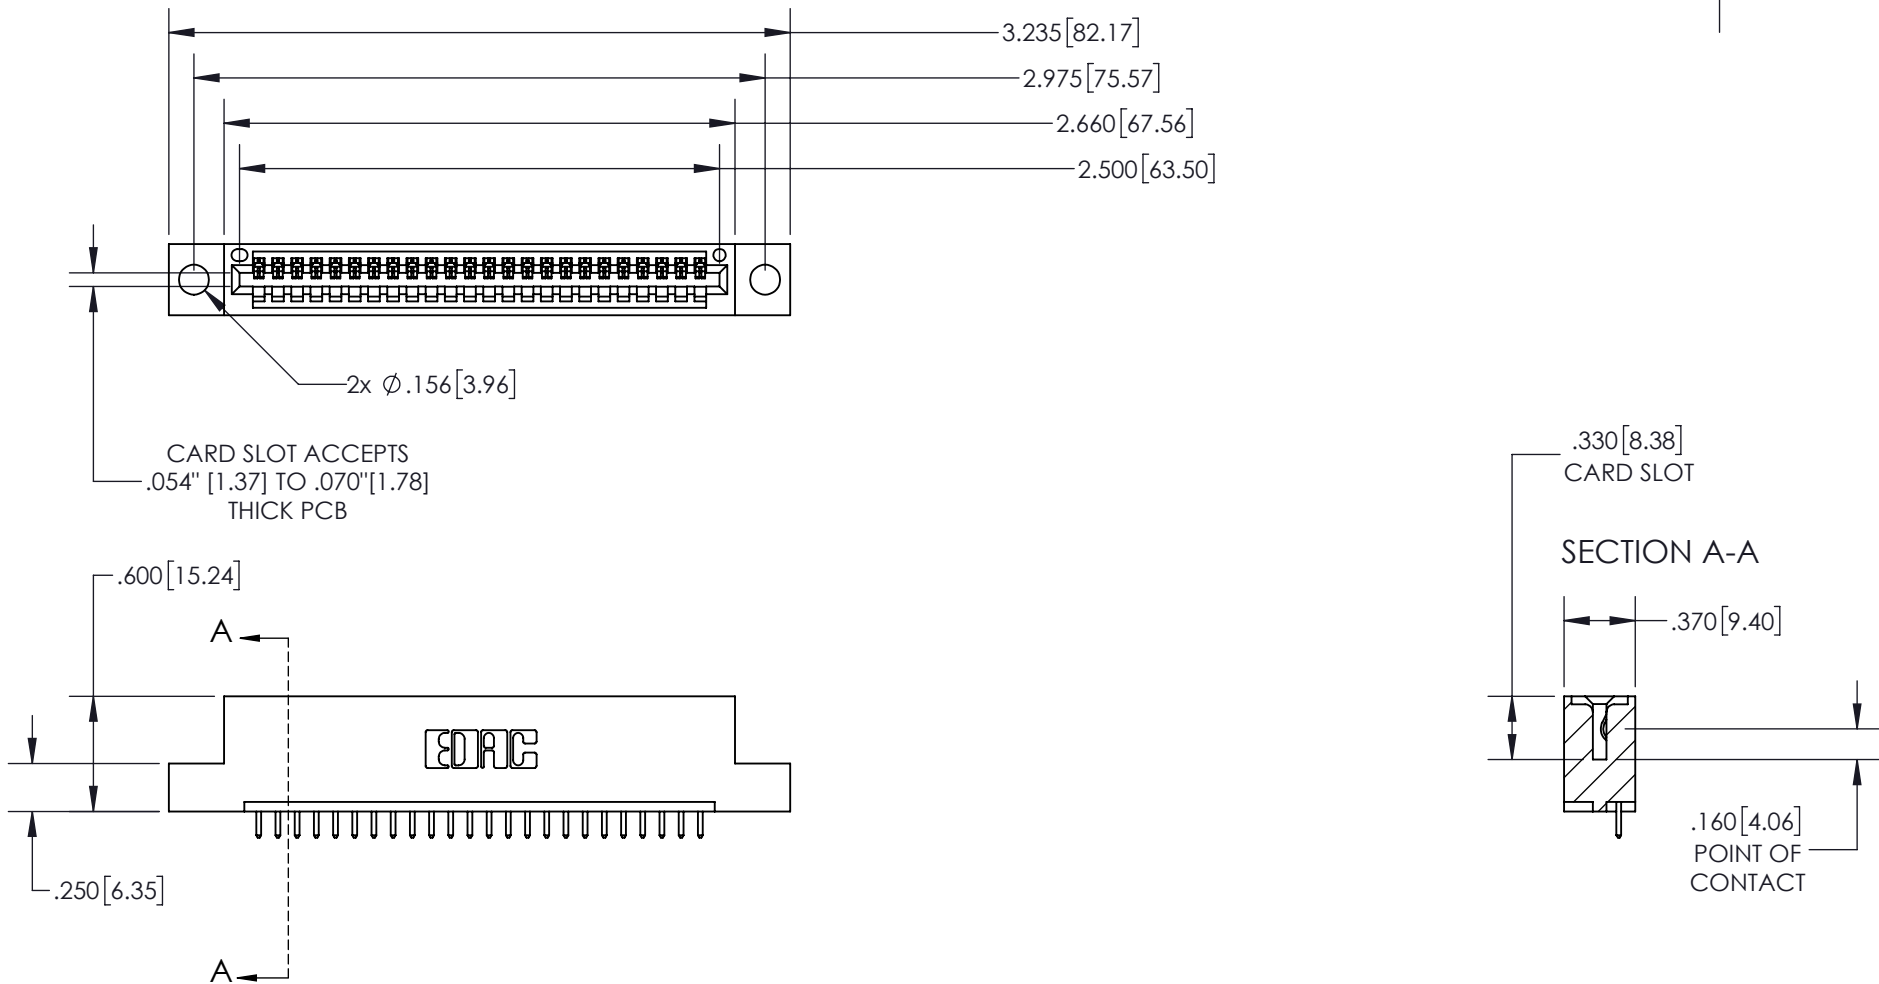 3.235[82.17]
2.975[75.57]
2.660[67.56]
2.500[63.50]
2x Ø.156[3.96]
CARD SLOT ACCEPTS
.054" [1.37] TO .070"[1.78]
THICK PCB
.330[8.38]
CARD SLOT
SECTION A-A
.600[15.24]
A
.370[9.40]
EDAC
.160[4.06]
POINT OF
CONTACT
.250[6.35]
A